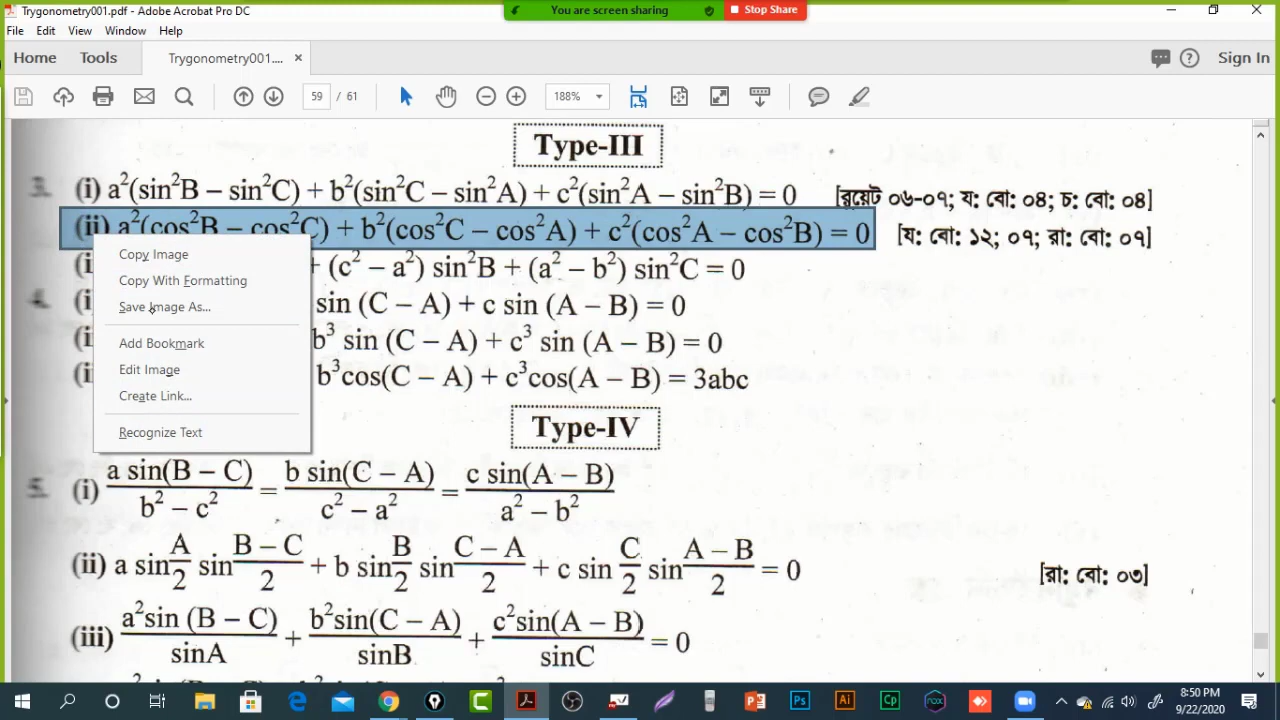 Trygonometry001.pdf - Adobe Acrobat Pro DC
You are screen sharing
Stop Share
File Edit View Window Help
Home Tools Trygonometry001.... × Sign In
59 / 61 188%
Type-III
3. (i) a²(sin²B – sin²C) + b²(sin²C – sin²A) + c²(sin²A – sin²B) = 0 [রুয়েট ০৬-০৭; য: বো: ০৪; চ: বো: ০৪]
(ii) a²(cos²B – cos²C) + b²(cos²C – cos²A) + c²(cos²A – cos²B) = 0 [য: বো: ১২; ০৭; রা: বো: ০৭]
+ (c² – a²) sin²B + (a² – b²) sin²C = 0
4. sin (C – A) + c sin (A – B) = 0
b³ sin (C – A) + c³ sin (A – B) = 0
b³cos(C – A) + c³cos(A – B) = 3abc
Copy Image
Copy With Formatting
Save Image As...
Add Bookmark
Edit Image
Create Link...
Recognize Text
Type-IV
5. (i) a sin(B – C)/b² – c² = b sin(C – A)/c² – a² = c sin(A – B)/a² – b²
(ii) a sin A/2 sin B – C/2 + b sin B/2 sin C – A/2 + c sin C/2 sin A – B/2 = 0 [রা: বো: ০৩]
(iii) a²sin (B – C)/sinA + b²sin(C – A)/sinB + c²sin(A – B)/sinC = 0
8:50 PM
9/22/2020